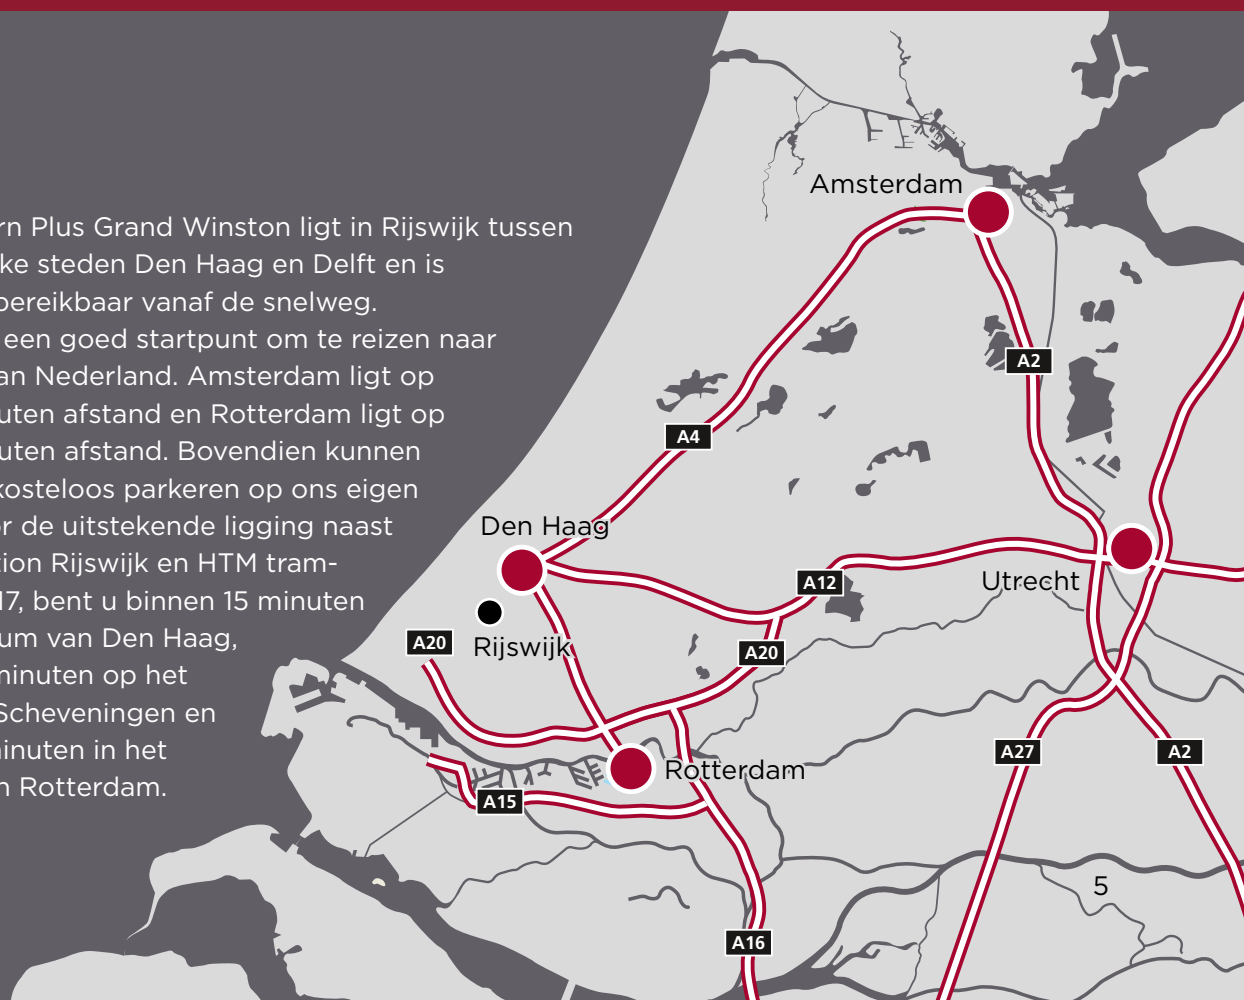 rn Plus Grand Winston ligt in Rijswijk tussen
ke steden Den Haag en Delft en is
bereikbaar vanaf de snelweg.
een goed startpunt om te reizen naar
an Nederland. Amsterdam ligt op
uten afstand en Rotterdam ligt op
uten afstand. Bovendien kunnen
kosteloos parkeren op ons eigen
or de uitstekende ligging naast
tion Rijswijk en HTM tram-
17, bent u binnen 15 minuten
um van Den Haag,
minuten op het
Scheveningen en
minuten in het
n Rotterdam.
Amsterdam
A2
A4
Den Haag
A12
Utrecht
Rijswijk
A20
A20
A27
A2
Rotterdam
A15
5
A16